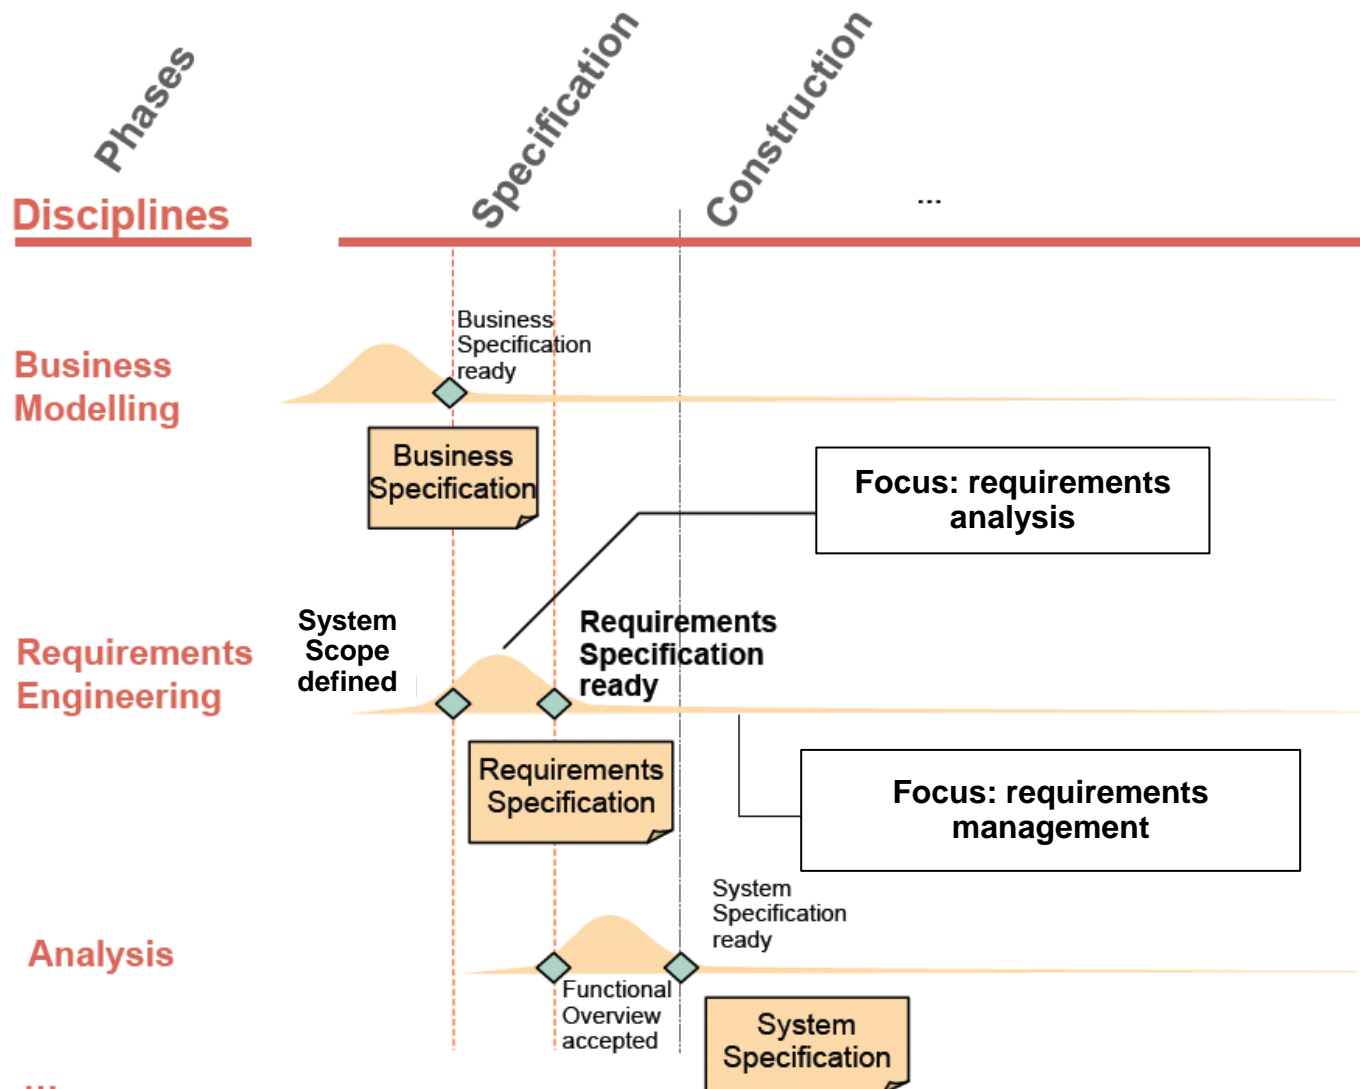 Phases
Specification
Construction
...
Disciplines
Business
Specification
ready
Business
Modelling
Business
Specification
Focus: requirements
analysis
System
Scope
defined
Requirements
Specification
ready
Requirements
Engineering
Requirements
Specification
Focus: requirements
management
System
Specification
ready
Analysis
Functional
Overview
accepted
System
Specification
...